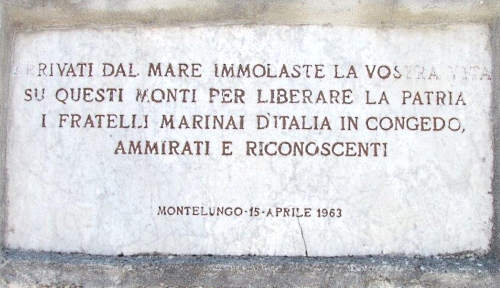 ARRIVATI DAL MARE IMMOLASTE LA VOSTRA VITA
SU QUESTI MONTI PER LIBERARE LA PATRIA
I FRATELLI MARINAI D'ITALIA IN CONGEDO,
AMMIRATI E RICONOSCENTI
MONTELUNGO·15·APRILE 1963